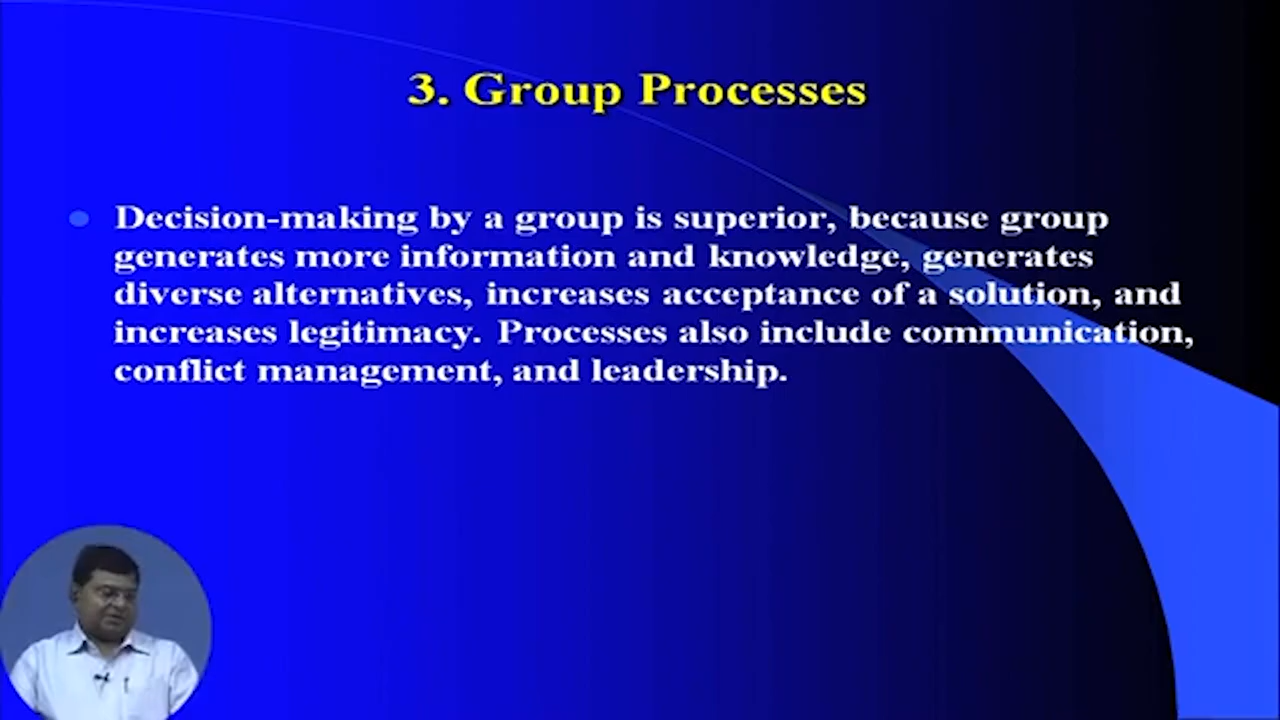 3. Group Processes
Decision-making by a group is superior, because group
generates more information and knowledge, generates
diverse alternatives, increases acceptance of a solution, and
increases legitimacy. Processes also include communication,
conflict management, and leadership.